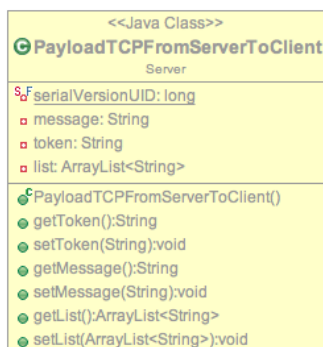 <<Java Class>>
PayloadTCPFromServerToClient
Server
serialVersionUID: long
message: String
token: String
list: ArrayList<String>
PayloadTCPFromServerToClient()
getToken():String
setToken(String):void
getMessage():String
setMessage(String):void
getList():ArrayList<String>
setList(ArrayList<String>):void